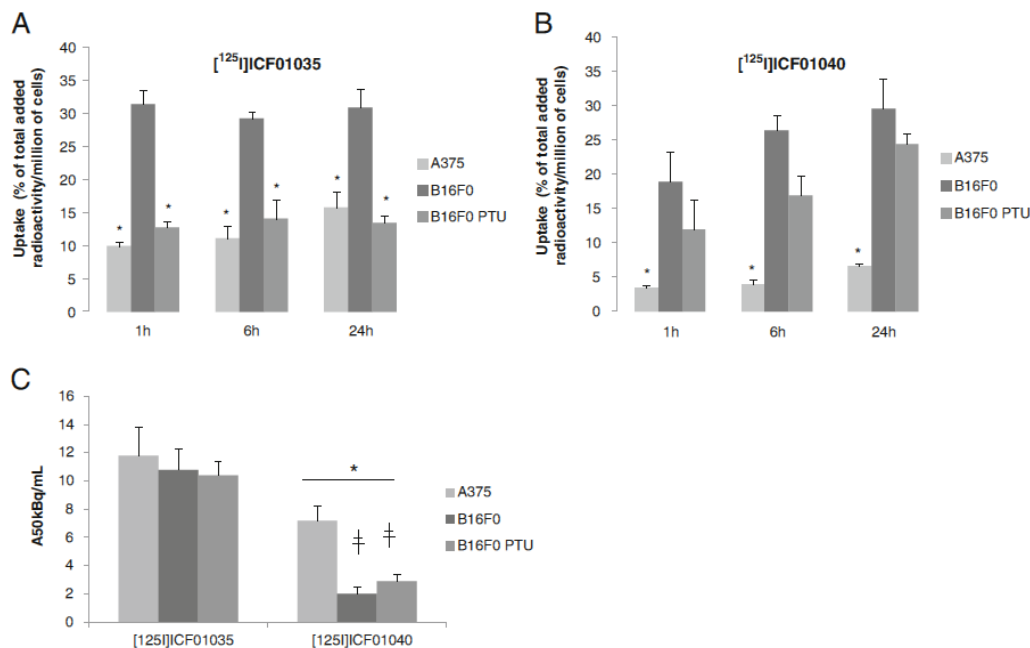 A
[¹²⁵I]ICF01035
Uptake (% of total added
radioactivity/million of cells)
40
35
30
25
20
15
10
5
0
*
*
*
*
*
*
1h
6h
24h
A375
B16F0
B16F0 PTU
B
[¹²⁵I]ICF01040
Uptake (% of total added
radioactivity/million of cells)
40
35
30
25
20
15
10
5
0
*
*
*
1h
6h
24h
A375
B16F0
B16F0 PTU
C
A50kBq/mL
16
14
12
10
8
6
4
2
0
*
ǂ
ǂ
[125I]ICF01035
[125I]ICF01040
A375
B16F0
B16F0 PTU